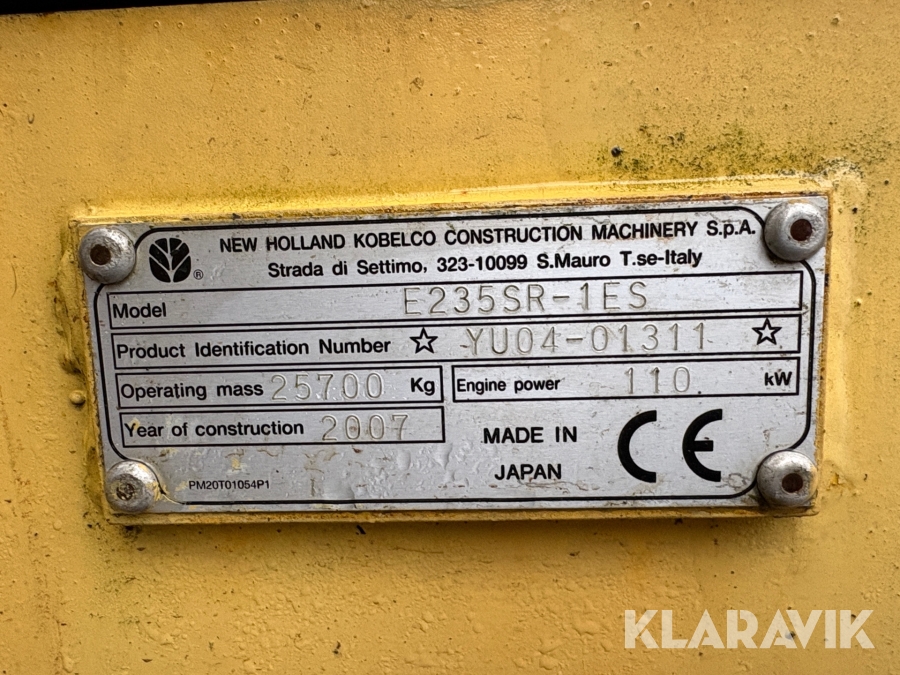 NEW HOLLAND KOBELCO CONSTRUCTION MACHINERY S.p.A.
Strada di Settimo, 323-10099 S.Mauro T.se-Italy
Model E235SR-1ES
Product Identification Number ☆ YU04-01311 ☆
Operating mass 25700 Kg Engine power 110 kW
Year of construction 2007
MADE IN
JAPAN
CE
PM20T01054P1
®
KLARAVIK